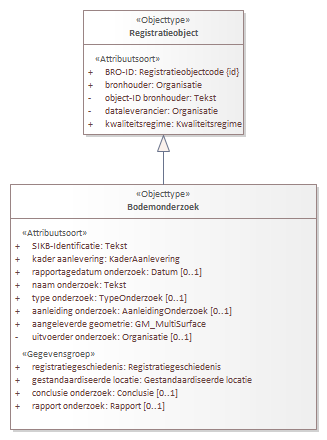 «Objecttype»
Registratieobject
«Attribuutsoort»
+ BRO-ID: Registratieobjectcode {id}
+ bronhouder: Organisatie
- object-ID bronhouder: Tekst
- dataleverancier: Organisatie
+ kwaliteitsregime: Kwaliteitsregime
«Objecttype»
Bodemonderzoek
«Attribuutsoort»
+ SIKB-Identificatie: Tekst
+ kader aanlevering: KaderAanlevering
+ rapportagedatum onderzoek: Datum [0..1]
+ naam onderzoek: Tekst
+ type onderzoek: TypeOnderzoek [0..1]
+ aanleiding onderzoek: AanleidingOnderzoek [0..1]
+ aangeleverde geometrie: GM_MultiSurface
- uitvoerder onderzoek: Organisatie [0..1]
«Gegevensgroep»
+ registratiegeschiedenis: Registratiegeschiedenis
+ gestandaardiseerde locatie: Gestandaardiseerde locatie
+ conclusie onderzoek: Conclusie [0..1]
+ rapport onderzoek: Rapport [0..1]